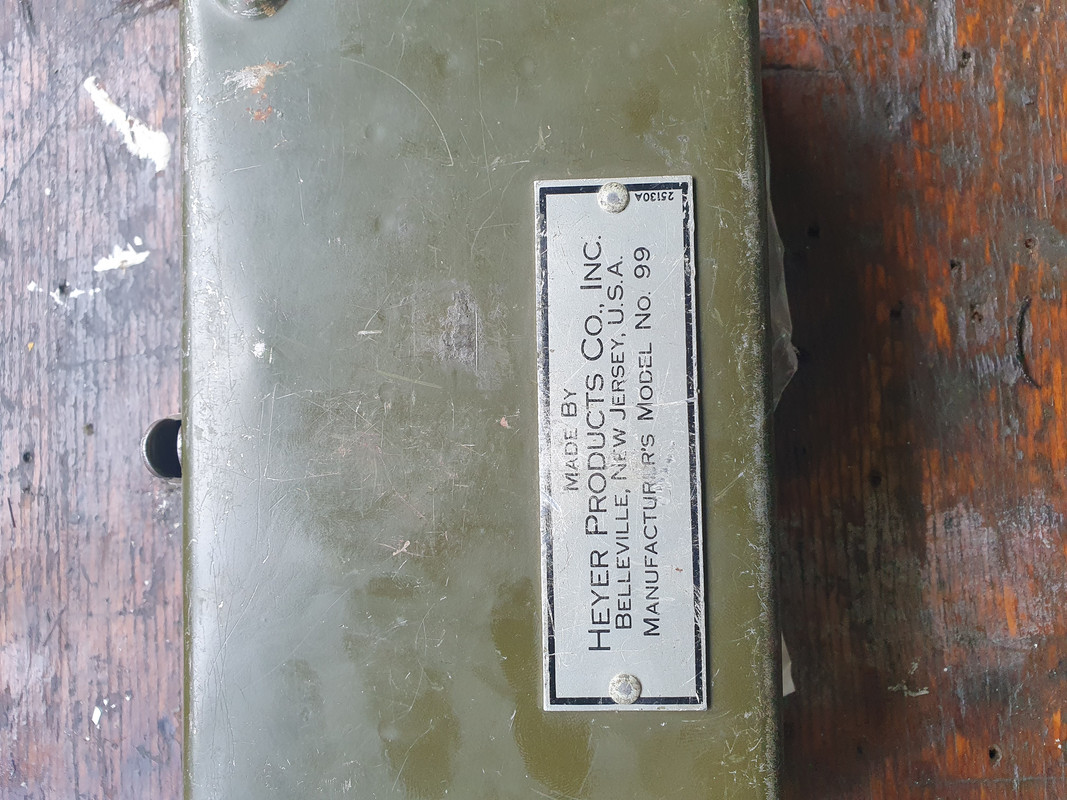 MADE BY
HEYER PRODUCTS CO., INC.
BELLEVILLE, NEW JERSEY, U.S.A.
MANUFACTURER'S MODEL NO. 99
25130A